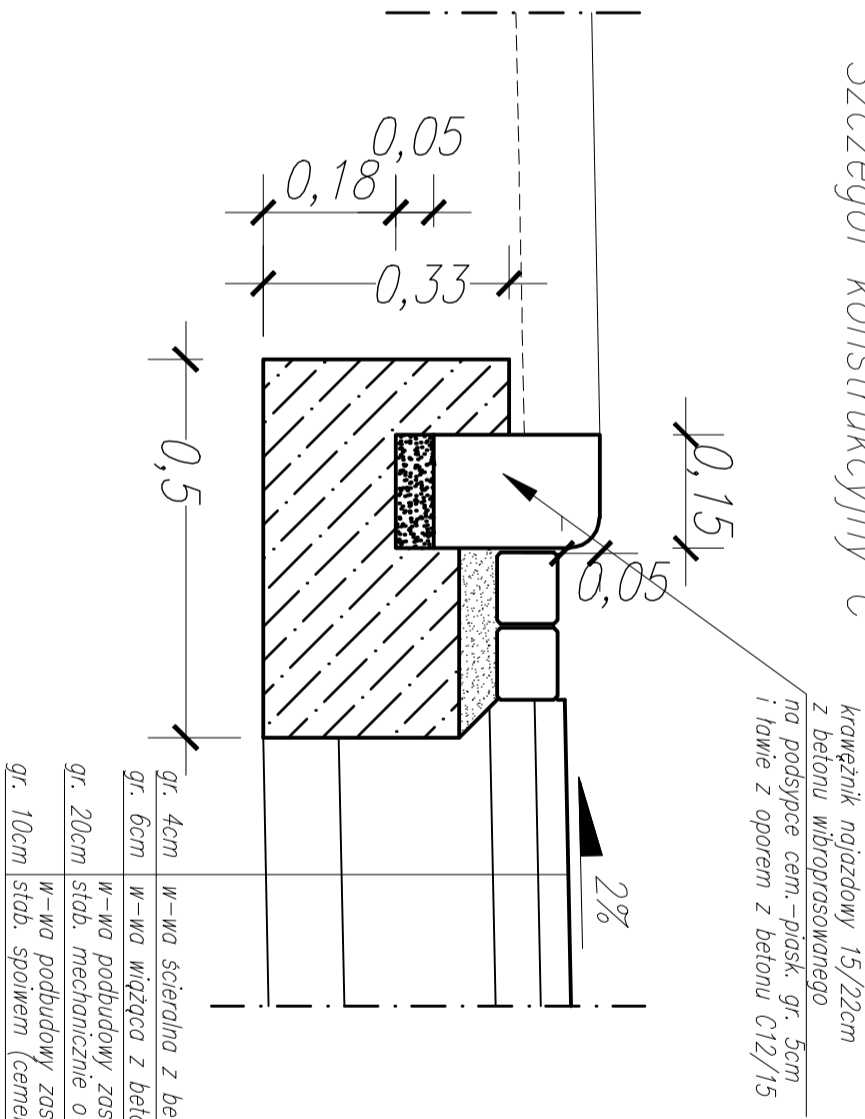 Szczegół konstrukcyjny C
krawężnik najazdowy 15/22cm
z betonu wibroprasowanego
na podsypce cem.-piask. gr. 5cm
i ławie z oporem z betonu C12/15
0,15
0,05
0,05
0,18
0,33
0,5
2%
gr. 4cm w-wa ścieralna z be
gr. 6cm w-wa wiążąca z beto
w-wa podbudowy zas
gr. 20cm stab. mechanicznie o
w-wa podbudowy zas
gr. 10cm stab. spoiwem (cemen